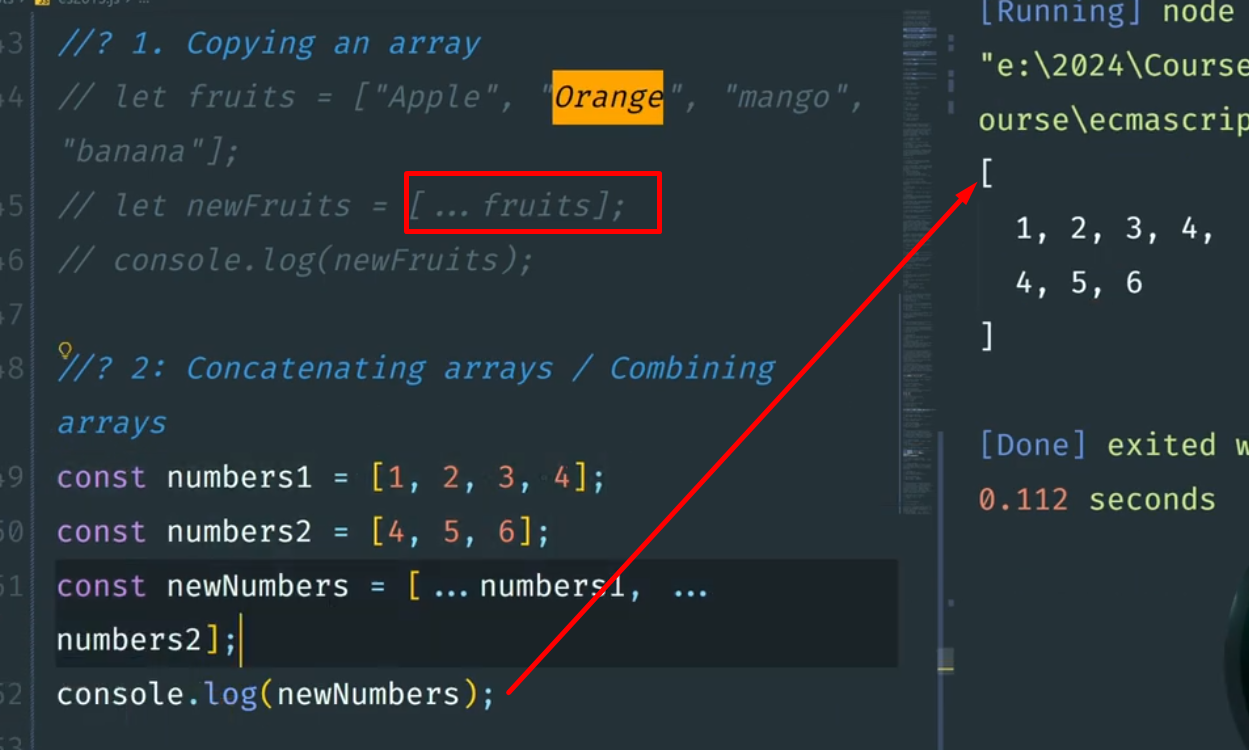 43 //? 1. Copying an array
44 // let fruits = ["Apple", "Orange", "mango",
"banana"];
45 // let newFruits = [...fruits];
46 // console.log(newFruits);
47
48 //? 2: Concatenating arrays / Combining
arrays
49 const numbers1 = [1, 2, 3, 4];
50 const numbers2 = [4, 5, 6];
51 const newNumbers = [...numbers1, ...
numbers2];
52 console.log(newNumbers);
53
[Running] node
"e:\2024\Course
ourse\ecmascrip
[
1, 2, 3, 4,
4, 5, 6
]
[Done] exited w
0.112 seconds